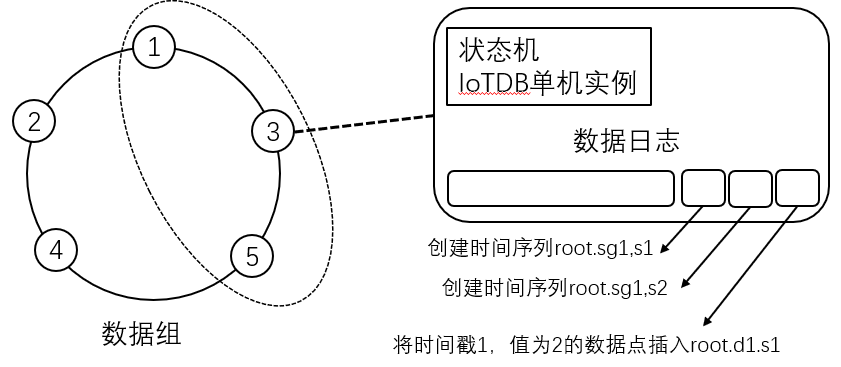 1
2
3
4
5
数据组
状态机
IoTDB单机实例
数据日志
创建时间序列root.sg1,s1
创建时间序列root.sg1,s2
将时间戳1，值为2的数据点插入root.d1.s1